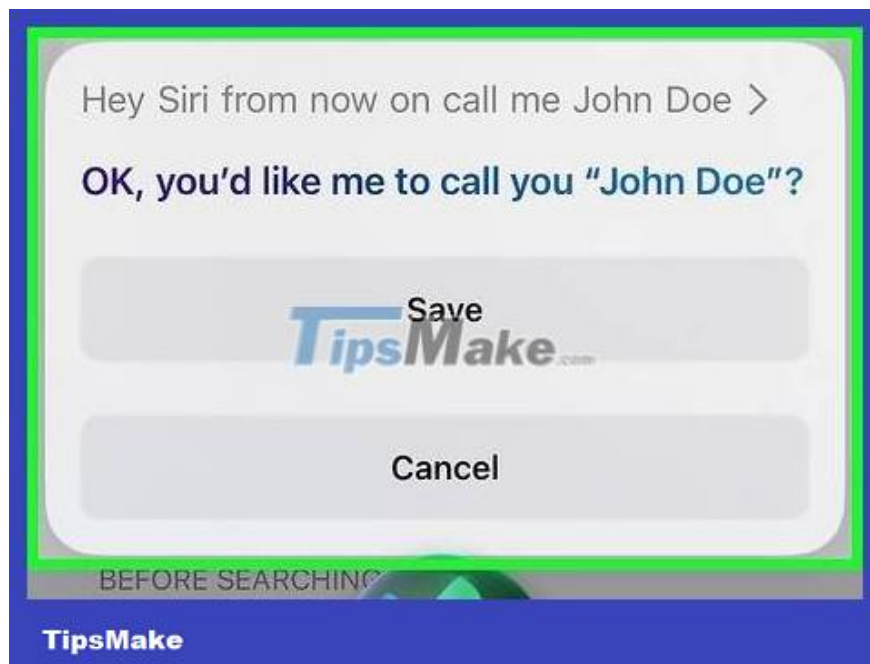 Hey Siri from now on call me John Doe >
OK, you’d like me to call you “John Doe”?
Save
TipsMake.com
Cancel
BEFORE SEARCHING
TipsMake